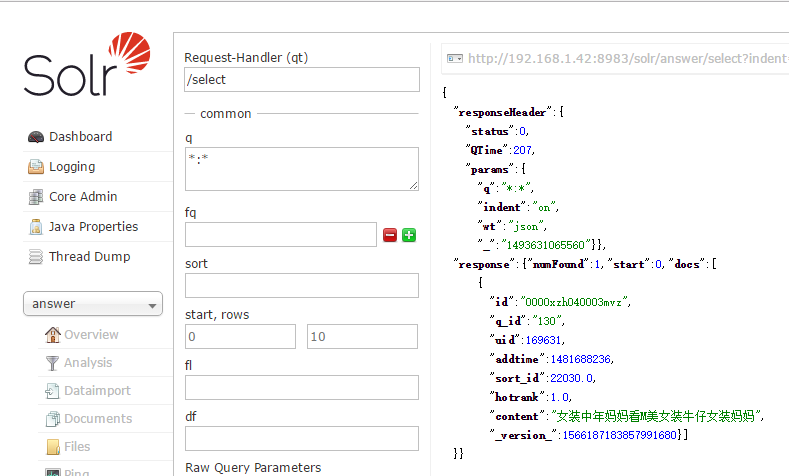 Solr
Dashboard
Logging
Core Admin
Java Properties
Thread Dump
answer
Overview
Analysis
Dataimport
Documents
Files
Ping
Request-Handler (qt)
/select
common
q
*:*
fq
sort
start, rows
0 10
fl
df
Raw Query Parameters
http://192.168.1.42:8983/solr/answer/select?indent
{
"responseHeader":{
"status":0,
"QTime":207,
"params":{
"q":"*:*",
"indent":"on",
"wt":"json",
"_":"1493631065560"}},
"response":{"numFound":1,"start":0,"docs":[
{
"id":"0000xzh040003mvz",
"q_id":"130",
"uid":169631,
"addtime":1481688236,
"sort_id":22030.0,
"hotrank":1.0,
"content":"女装中年妈妈看M美女装牛仔女装妈妈",
"_version_":1566187183857991680}]
}}